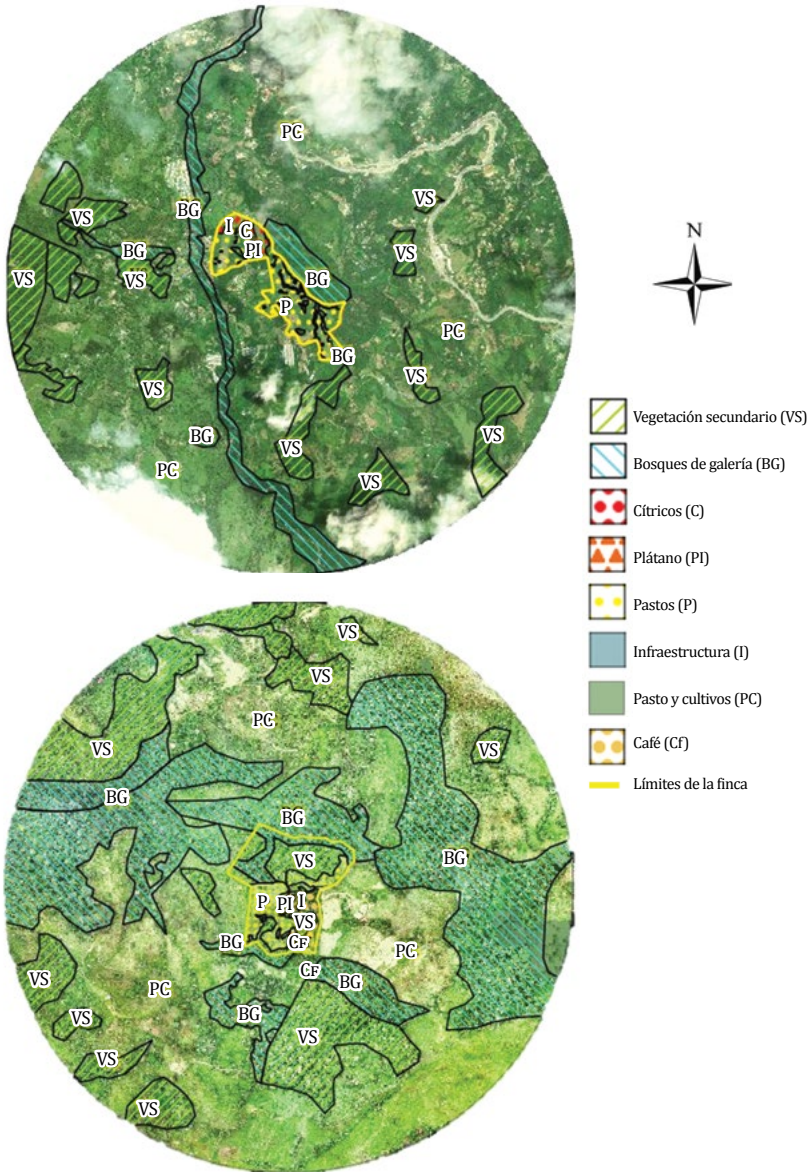 PC
VS
VS
BG
I
C
VS
BG
PI
VS
VS
BG
P
PC
BG
VS
VS
BG
VS
VS
PC
VS
N
Vegetación secundario (VS)
Bosques de galería (BG)
Cítricos (C)
Plátano (PI)
Pastos (P)
Infraestructura (I)
Pasto y cultivos (PC)
Café (Cf)
Límites de la finca
VS
VS
PC
VS
VS
BG
BG
VS
BG
P
PI
I
VS
BG
CF
PC
VS
CF
BG
PC
BG
VS
VS
VS
VS